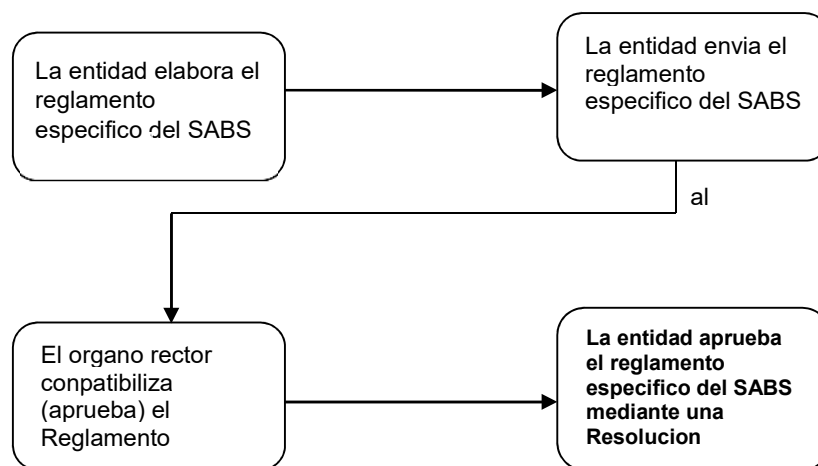 La entidad elabora el
reglamento
especifico del SABS
La entidad envia el
reglamento
especifico del SABS
al
El organo rector
conpatibiliza
(aprueba) el
Reglamento
La entidad aprueba
el reglamento
especifico del SABS
mediante una
Resolucion